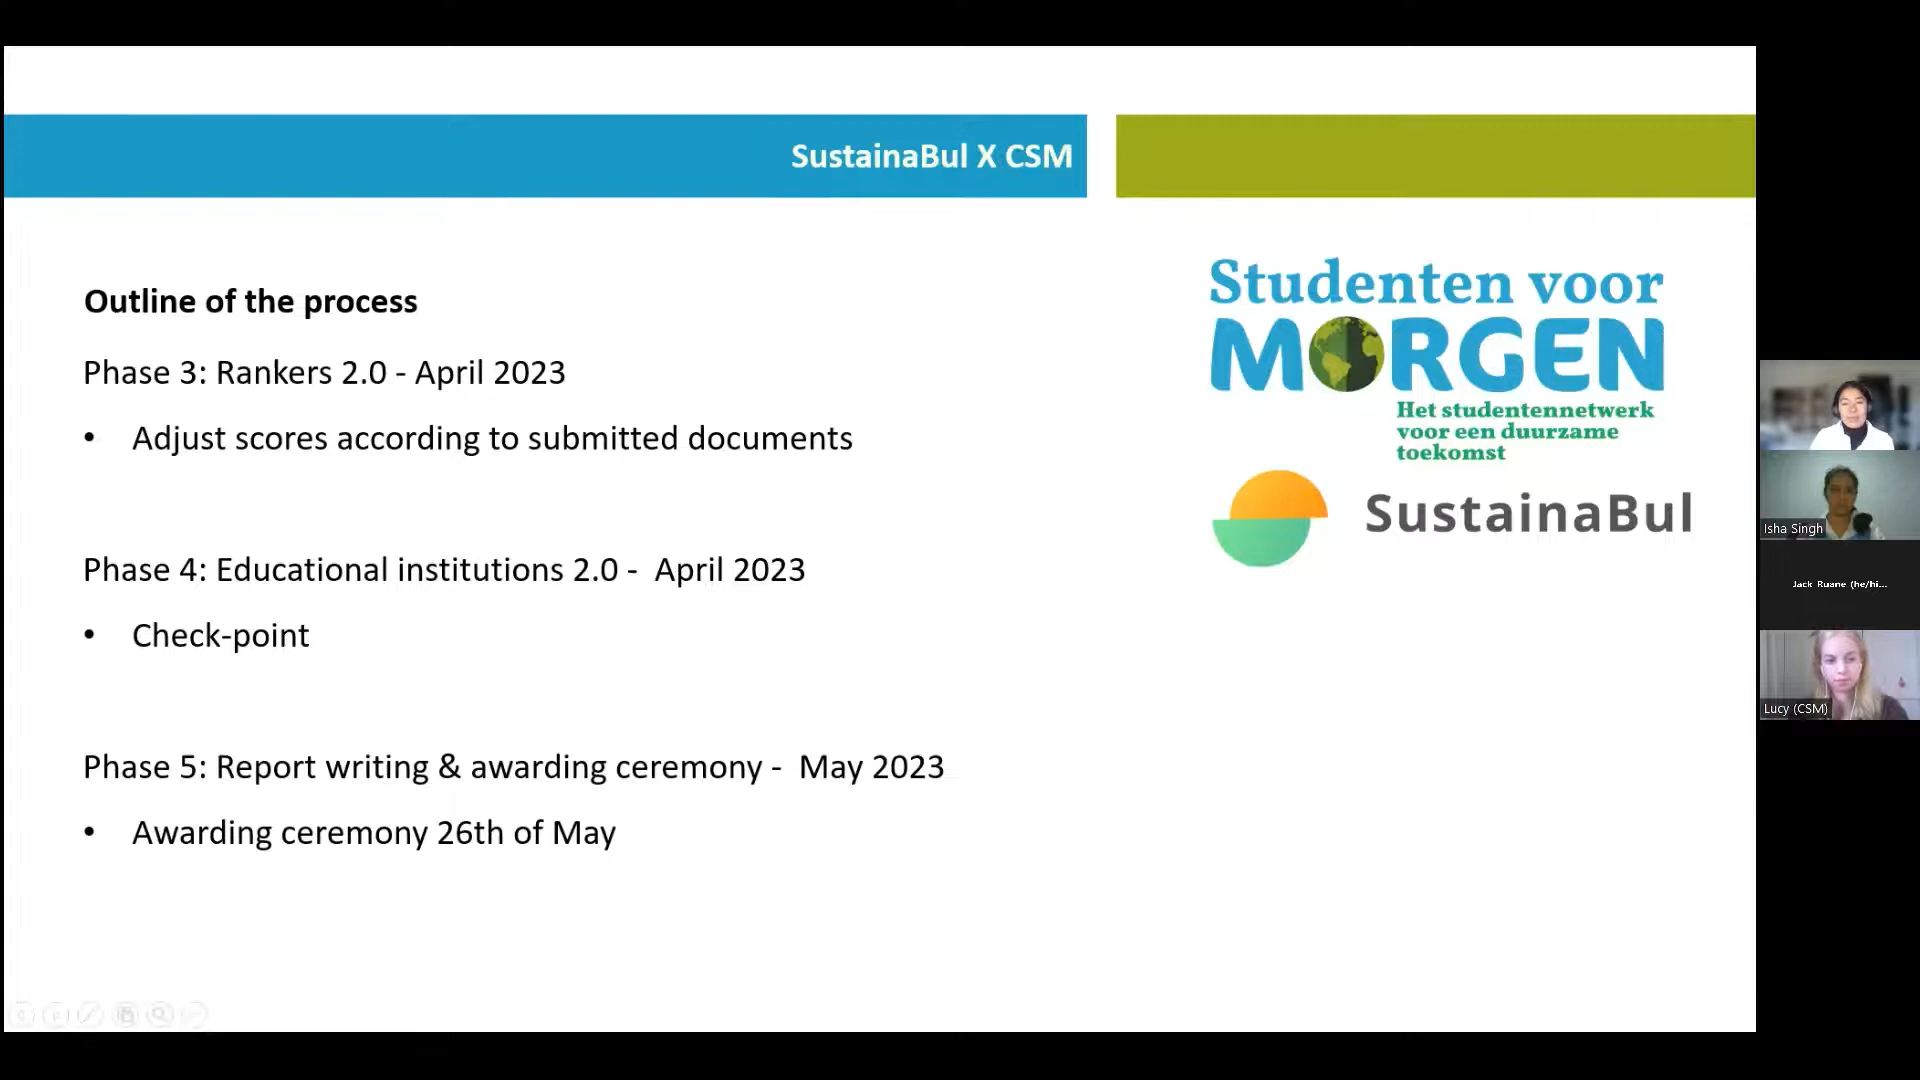 SustainaBul X CSM
Outline of the process
Phase 3: Rankers 2.0 - April 2023
• Adjust scores according to submitted documents
Phase 4: Educational institutions 2.0 - April 2023
• Check-point
Phase 5: Report writing & awarding ceremony - May 2023
• Awarding ceremony 26th of May
Studenten voor
MORGEN
Het studentennetwerk
voor een duurzame
toekomst
SustainaBul
Isha Singh
Jack Ruane (he/hi...
Lucy (CSM)